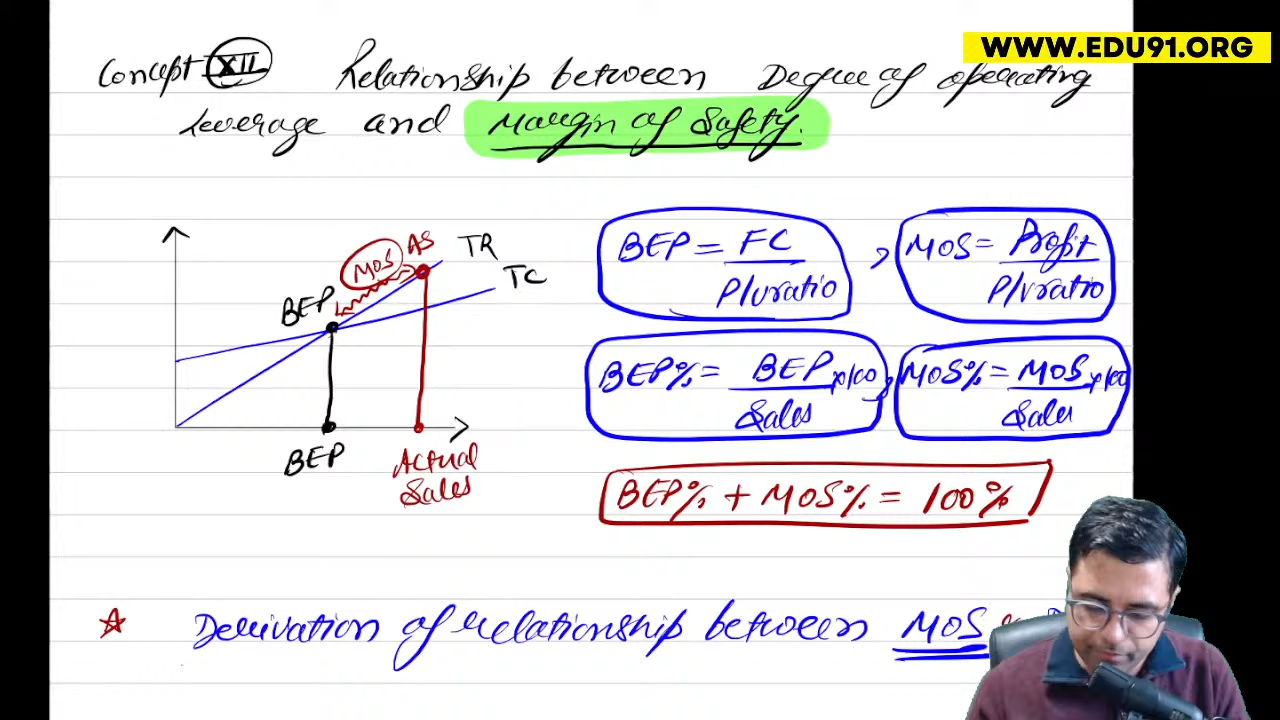 WWW.EDU91.ORG
Concept XII Relationship between Degree of operating
Leverage and Margin of Safety.
BEP = FC / P/V ratio , MOS = Profit / P/V ratio
BEP% = BEP / Sales x100 , MOS% = MOS / Sales x100
BEP% + MOS% = 100%
MOS
AS
TR
TC
BEP
BEP
Actual
Sales
☆ Derivation of relationship between MOS